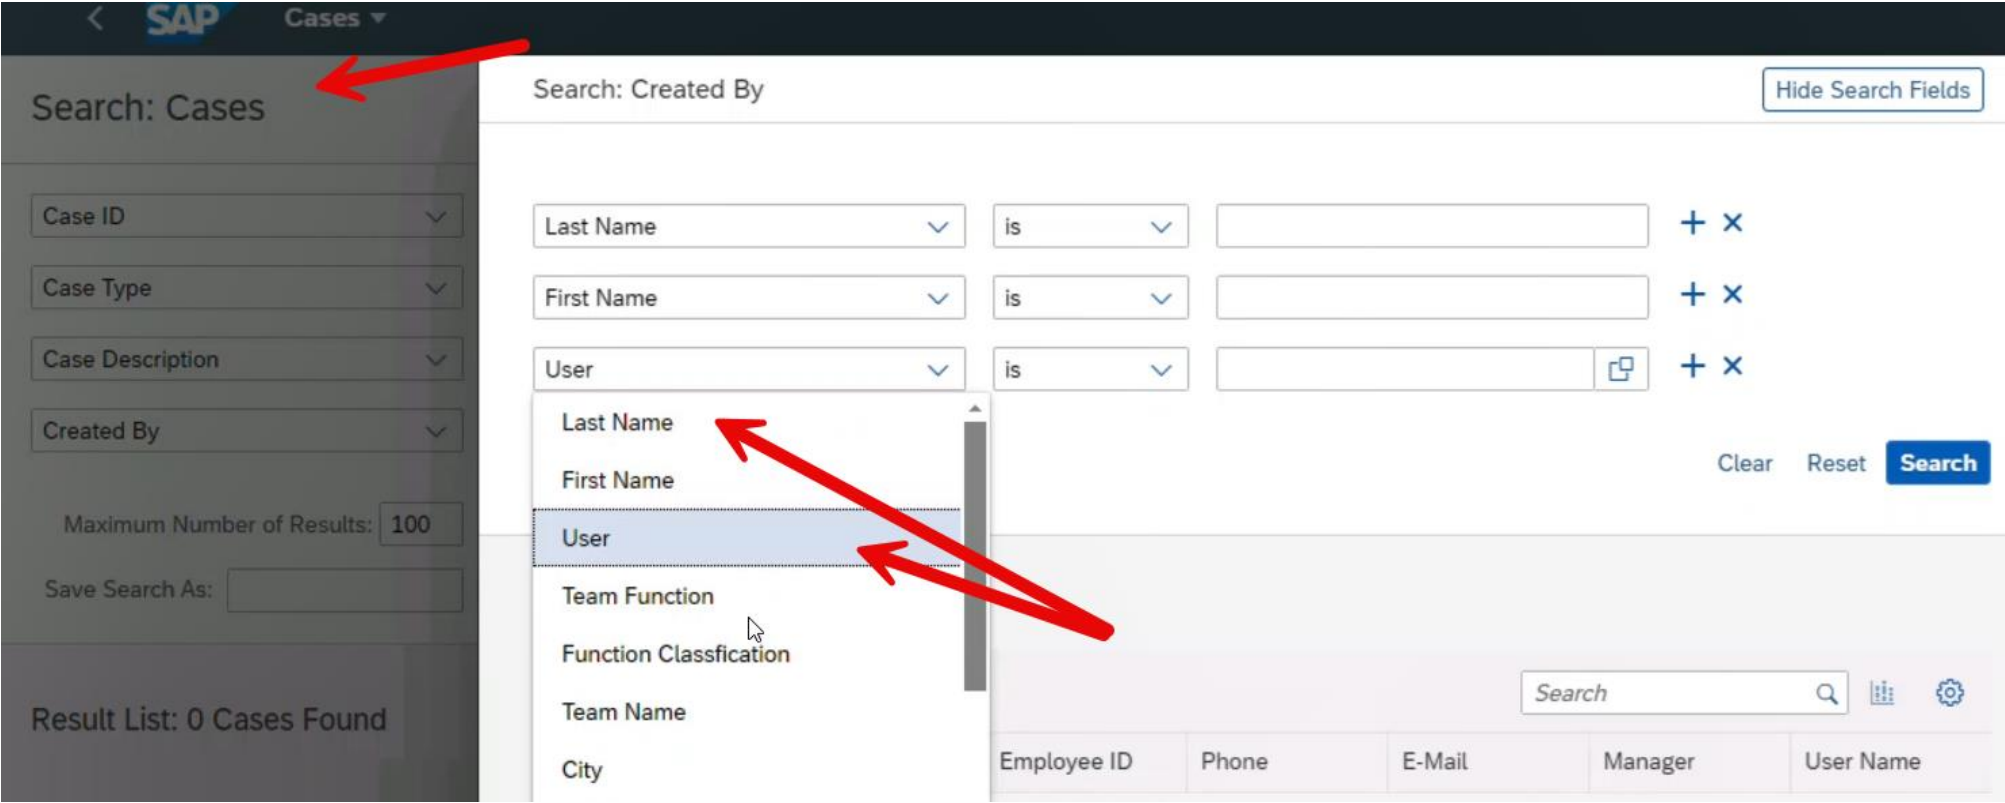 SAP Cases
Search: Cases
Case ID
Case Type
Case Description
Created By
Maximum Number of Results: 100
Save Search As:
Result List: 0 Cases Found
Search: Created By
Hide Search Fields
Last Name is
First Name is
User is
Last Name
First Name
User
Team Function
Function Classfication
Team Name
City
Clear Reset Search
Search
Employee ID Phone E-Mail Manager User Name